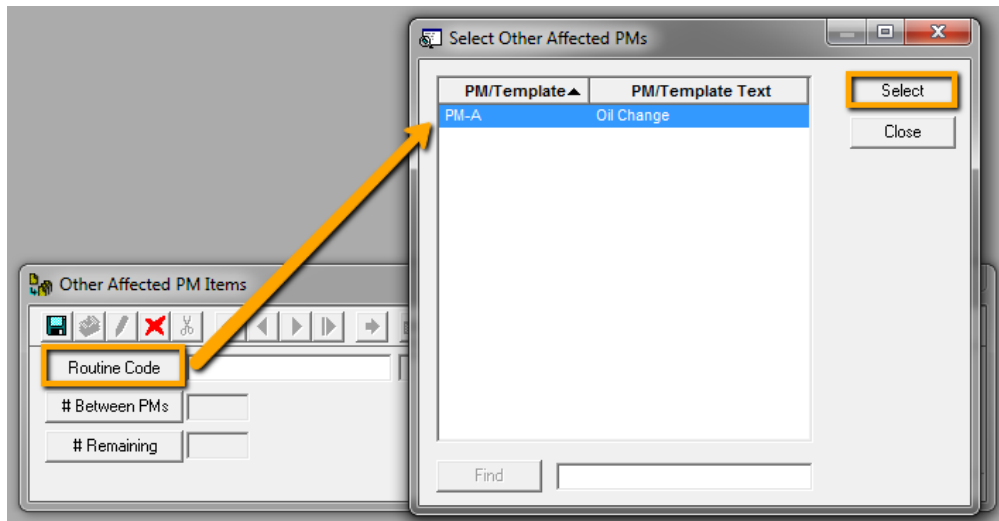 Select Other Affected PMs
PM/Template PM/Template Text
PM-A Oil Change
Select
Close
Find
Other Affected PM Items
Routine Code
# Between PMs
# Remaining